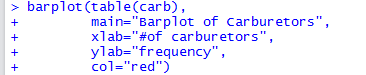 > barplot(table(carb),
+         main="Barplot of Carburetors",
+         xlab="#of carburetors",
+         ylab="frequency",
+         col="red")